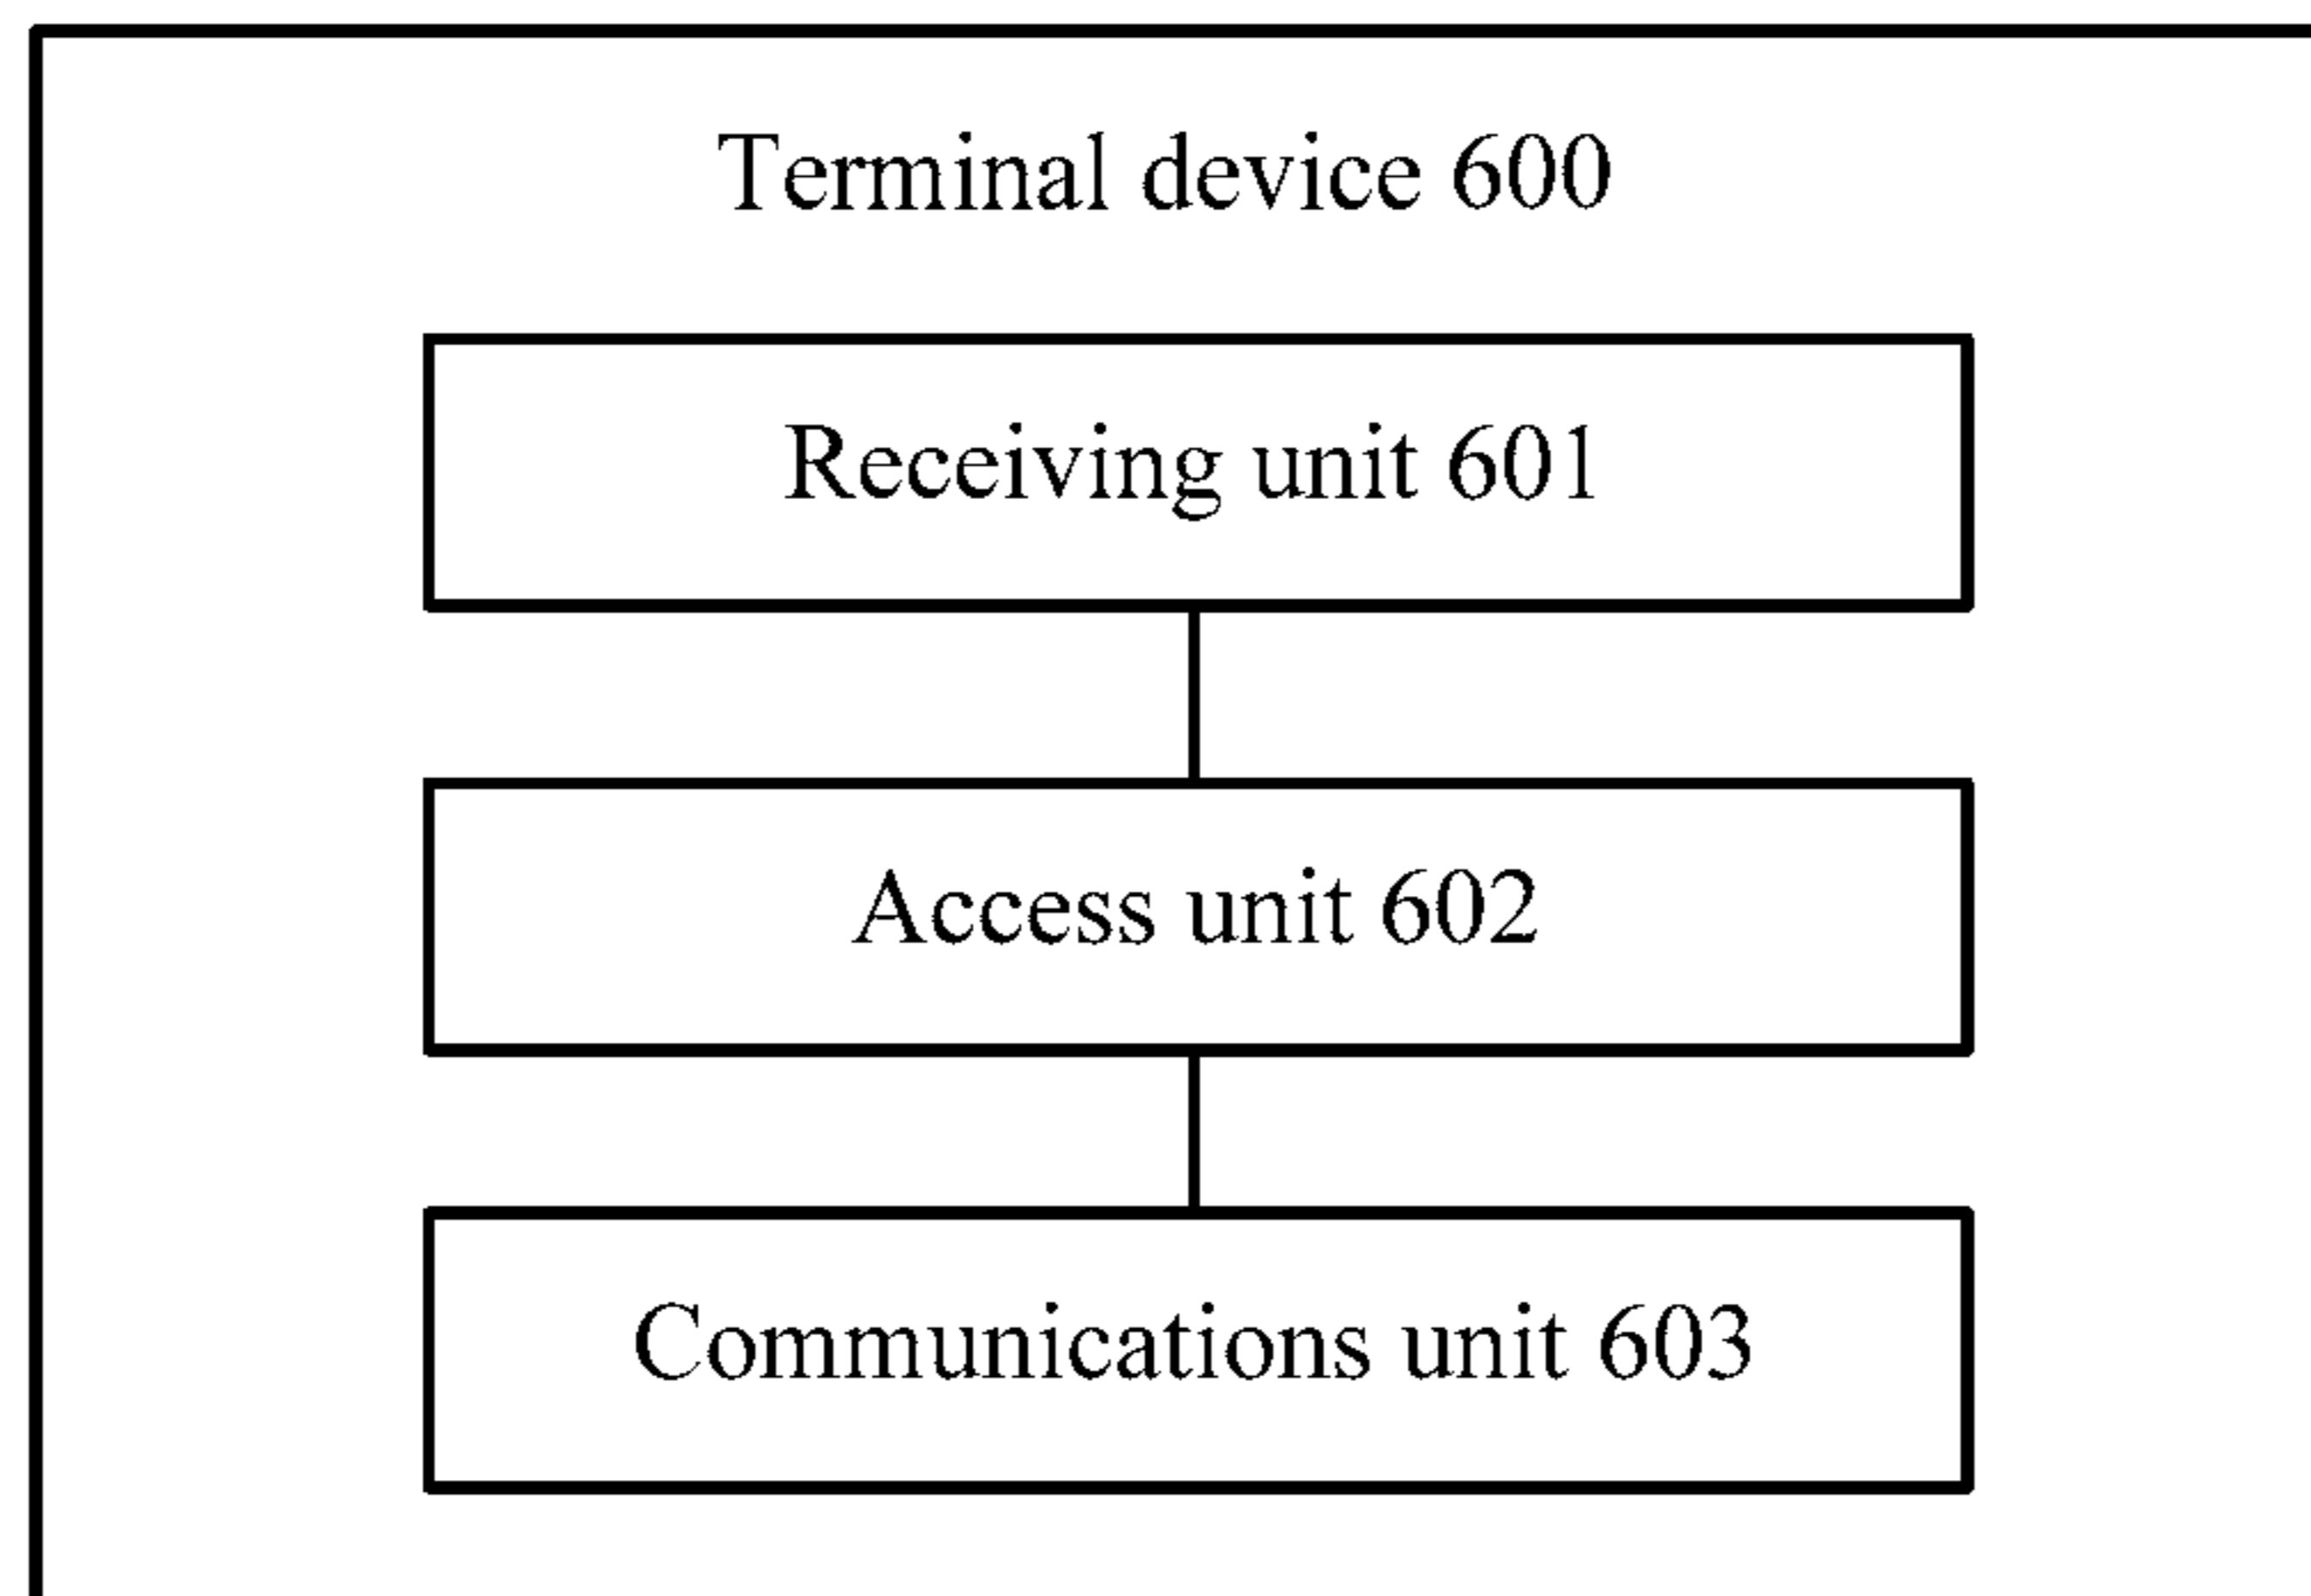 Terminal device 600
Receiving unit 601
Access unit 602
Communications unit 603